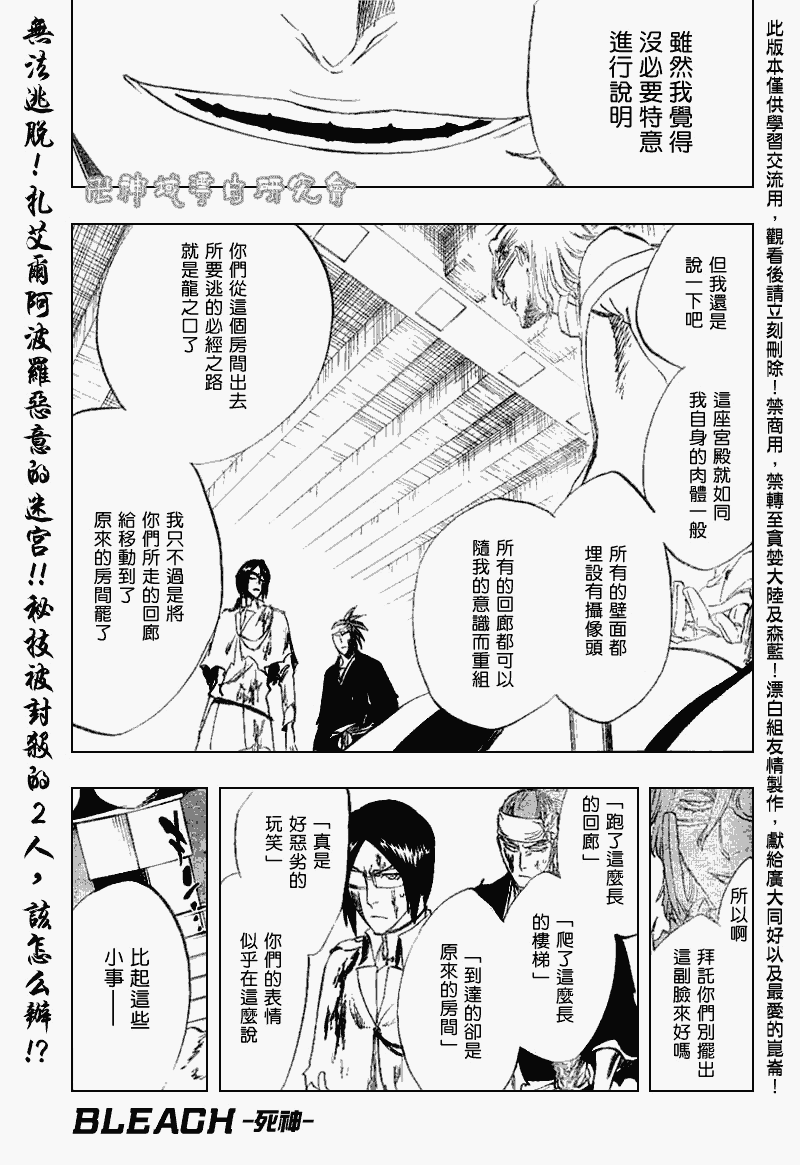 此版本僅供學習交流用，觀看後請立刻刪除！禁商用，禁轉至貪婪大陸及森藍！漂白組友情製作，獻給廣大同好以及最愛的崑崙！
雖然我覺得
沒必要特意
進行說明
卍神域漂白研究會
但我還是
說一下吧
這座宮殿就如同
我自身的肉體一般
所有的壁面都
埋設有攝像頭
所有的回廊都可以
隨我的意識而重組
你們從這個房間出去
所要逃的必經之路
就是龍之口了
我只不過是將
你們所走的回廊
給移動到了
原來的房間罷了
所以啊
拜託你們別擺出
這副臉來好嗎
「跑了這麼長
的回廊」
「爬了這麼長
的樓梯」
「到達的卻是
原來的房間」
「真是
好惡劣的
玩笑」
你們的表情
似乎在這麼說
比起這些
小事——
無法逃脫！扎艾爾阿波羅惡意的迷宮！！秘技被封殺的2人，該怎么辦！？
BLEACH -死神-